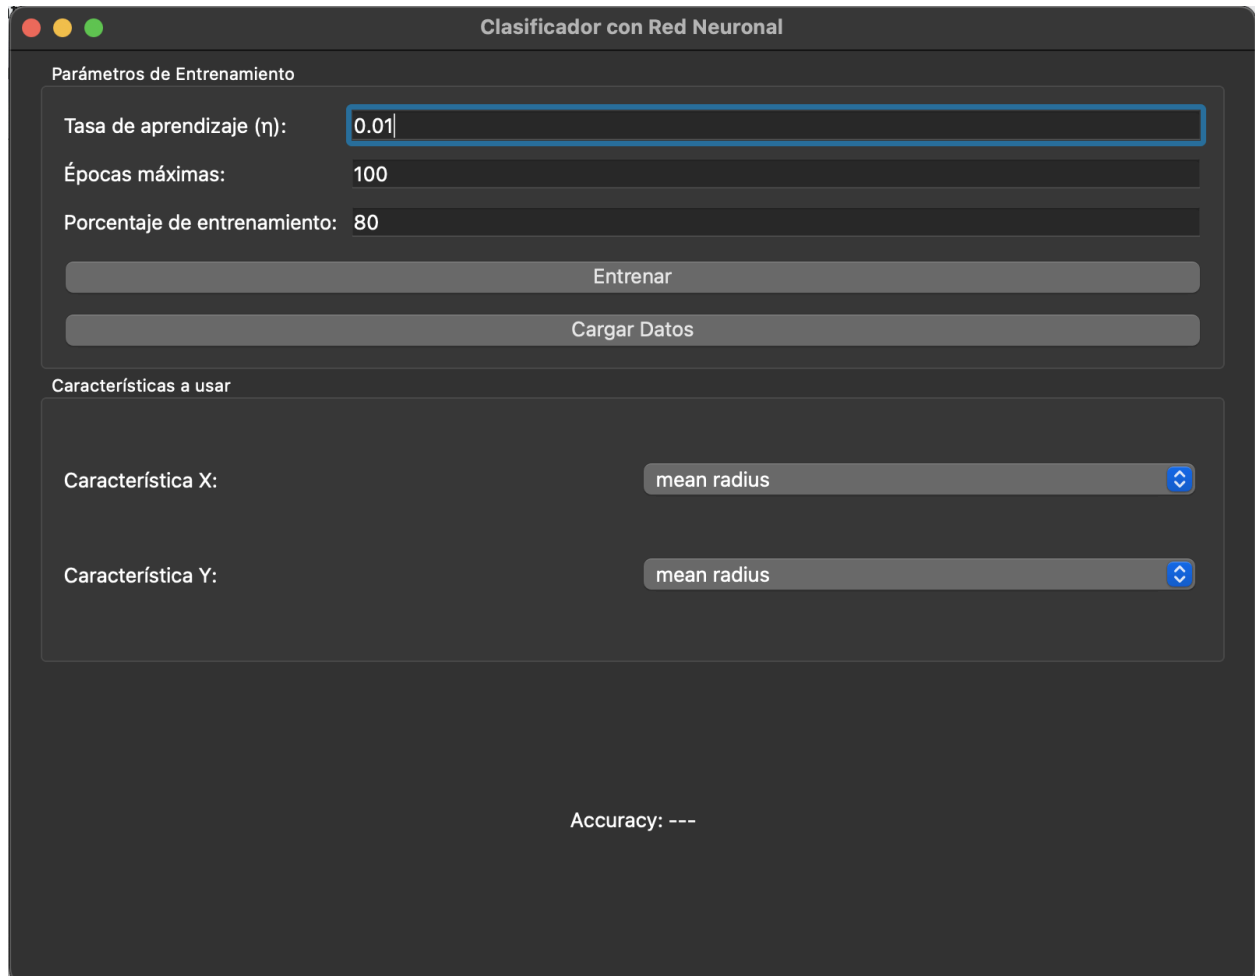 Clasificador con Red Neuronal
Parámetros de Entrenamiento
Tasa de aprendizaje (η): 0.01
Épocas máximas: 100
Porcentaje de entrenamiento: 80
Entrenar
Cargar Datos
Características a usar
Característica X: mean radius
Característica Y: mean radius
Accuracy: ---